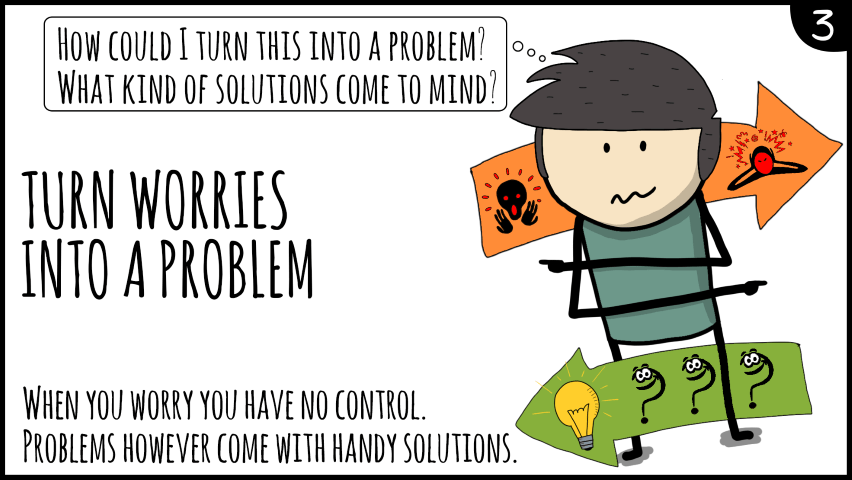 3
HOW COULD I TURN THIS INTO A PROBLEM?
WHAT KIND OF SOLUTIONS COME TO MIND?
TURN WORRIES
INTO A PROBLEM
WHEN YOU WORRY YOU HAVE NO CONTROL.
PROBLEMS HOWEVER COME WITH HANDY SOLUTIONS.
? ? ?